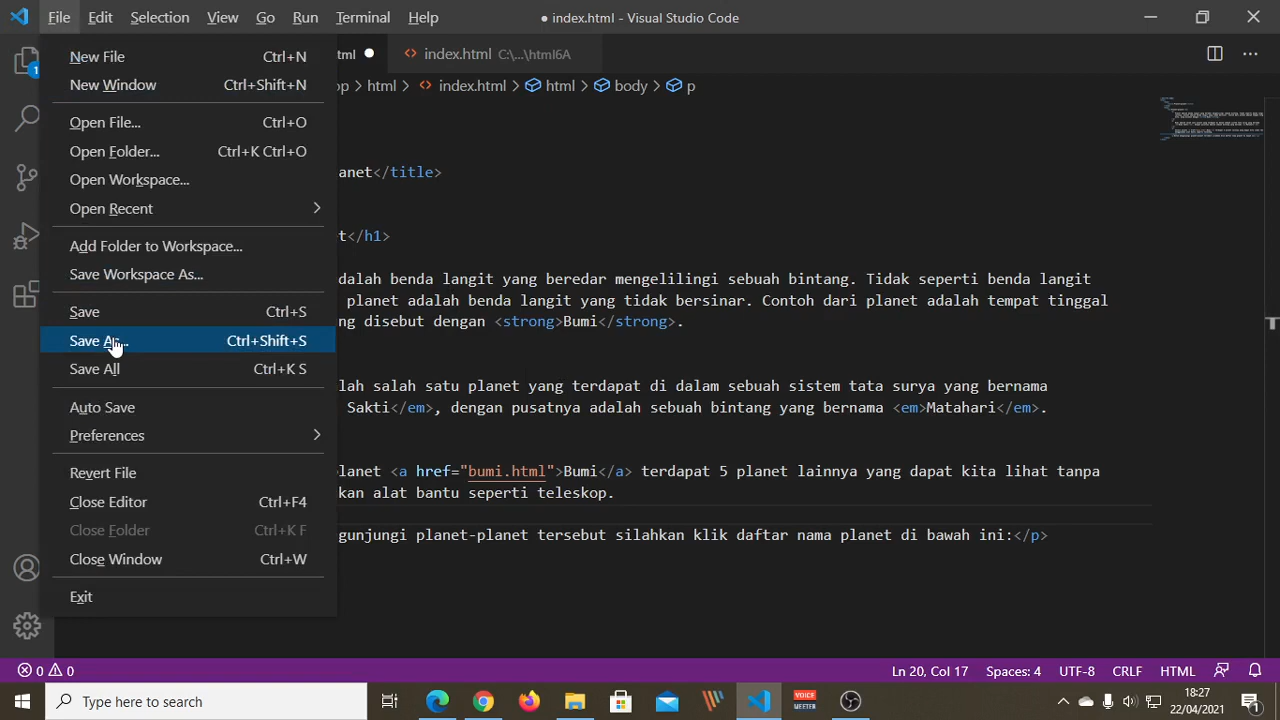 File Edit Selection View Go Run Terminal Help ● index.html - Visual Studio Code
New File Ctrl+N
New Window Ctrl+Shift+N
Open File... Ctrl+O
Open Folder... Ctrl+K Ctrl+O
Open Workspace...
Open Recent
Add Folder to Workspace...
Save Workspace As...
Save Ctrl+S
Save As... Ctrl+Shift+S
Save All Ctrl+K S
Auto Save
Preferences
Revert File
Close Editor Ctrl+F4
Close Folder Ctrl+K F
Close Window Ctrl+W
Exit
tml ● index.html C:\...\html6A
op > html > index.html > html > body > p
anet</title>
t</h1>
dalah benda langit yang beredar mengelilingi sebuah bintang. Tidak seperti benda langit
planet adalah benda langit yang tidak bersinar. Contoh dari planet adalah tempat tinggal
ng disebut dengan <strong>Bumi</strong>.
lah salah satu planet yang terdapat di dalam sebuah sistem tata surya yang bernama
Sakti</em>, dengan pusatnya adalah sebuah bintang yang bernama <em>Matahari</em>.
lanet <a href="bumi.html">Bumi</a> terdapat 5 planet lainnya yang dapat kita lihat tanpa
kan alat bantu seperti teleskop.
gunjungi planet-planet tersebut silahkan klik daftar nama planet di bawah ini:</p>
1
0 0 Ln 20, Col 17 Spaces: 4 UTF-8 CRLF HTML
Type here to search
VOICE
MEETER
18:27
22/04/2021
1